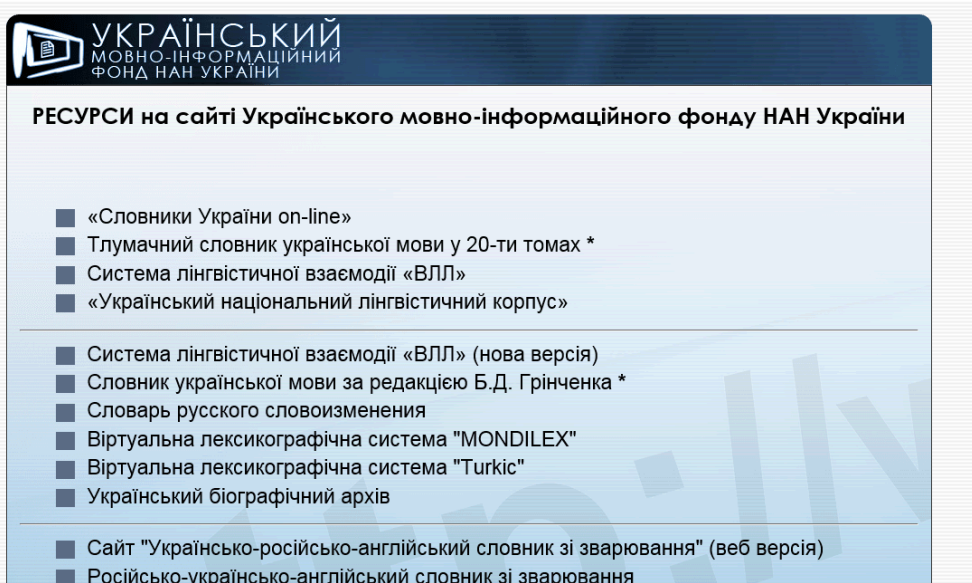 УКРАЇНСЬКИЙ
МОВНО-ІНФОРМАЦІЙНИЙ
ФОНД НАН УКРАЇНИ
РЕСУРСИ на сайті Українського мовно-інформаційного фонду НАН України
«Словники України on-line»
Тлумачний словник української мови у 20-ти томах *
Система лінгвістичної взаємодії «ВЛЛ»
«Український національний лінгвістичний корпус»
Система лінгвістичної взаємодії «ВЛЛ» (нова версія)
Словник української мови за редакцією Б.Д. Грінченка *
Словарь русского словоизменения
Віртуальна лексикографічна система "MONDILEX"
Віртуальна лексикографічна система "Turkic"
Український біографічний архів
Сайт "Українсько-російсько-англійський словник зі зварювання" (веб версія)
Російсько-українсько-англійський словник зі зварювання